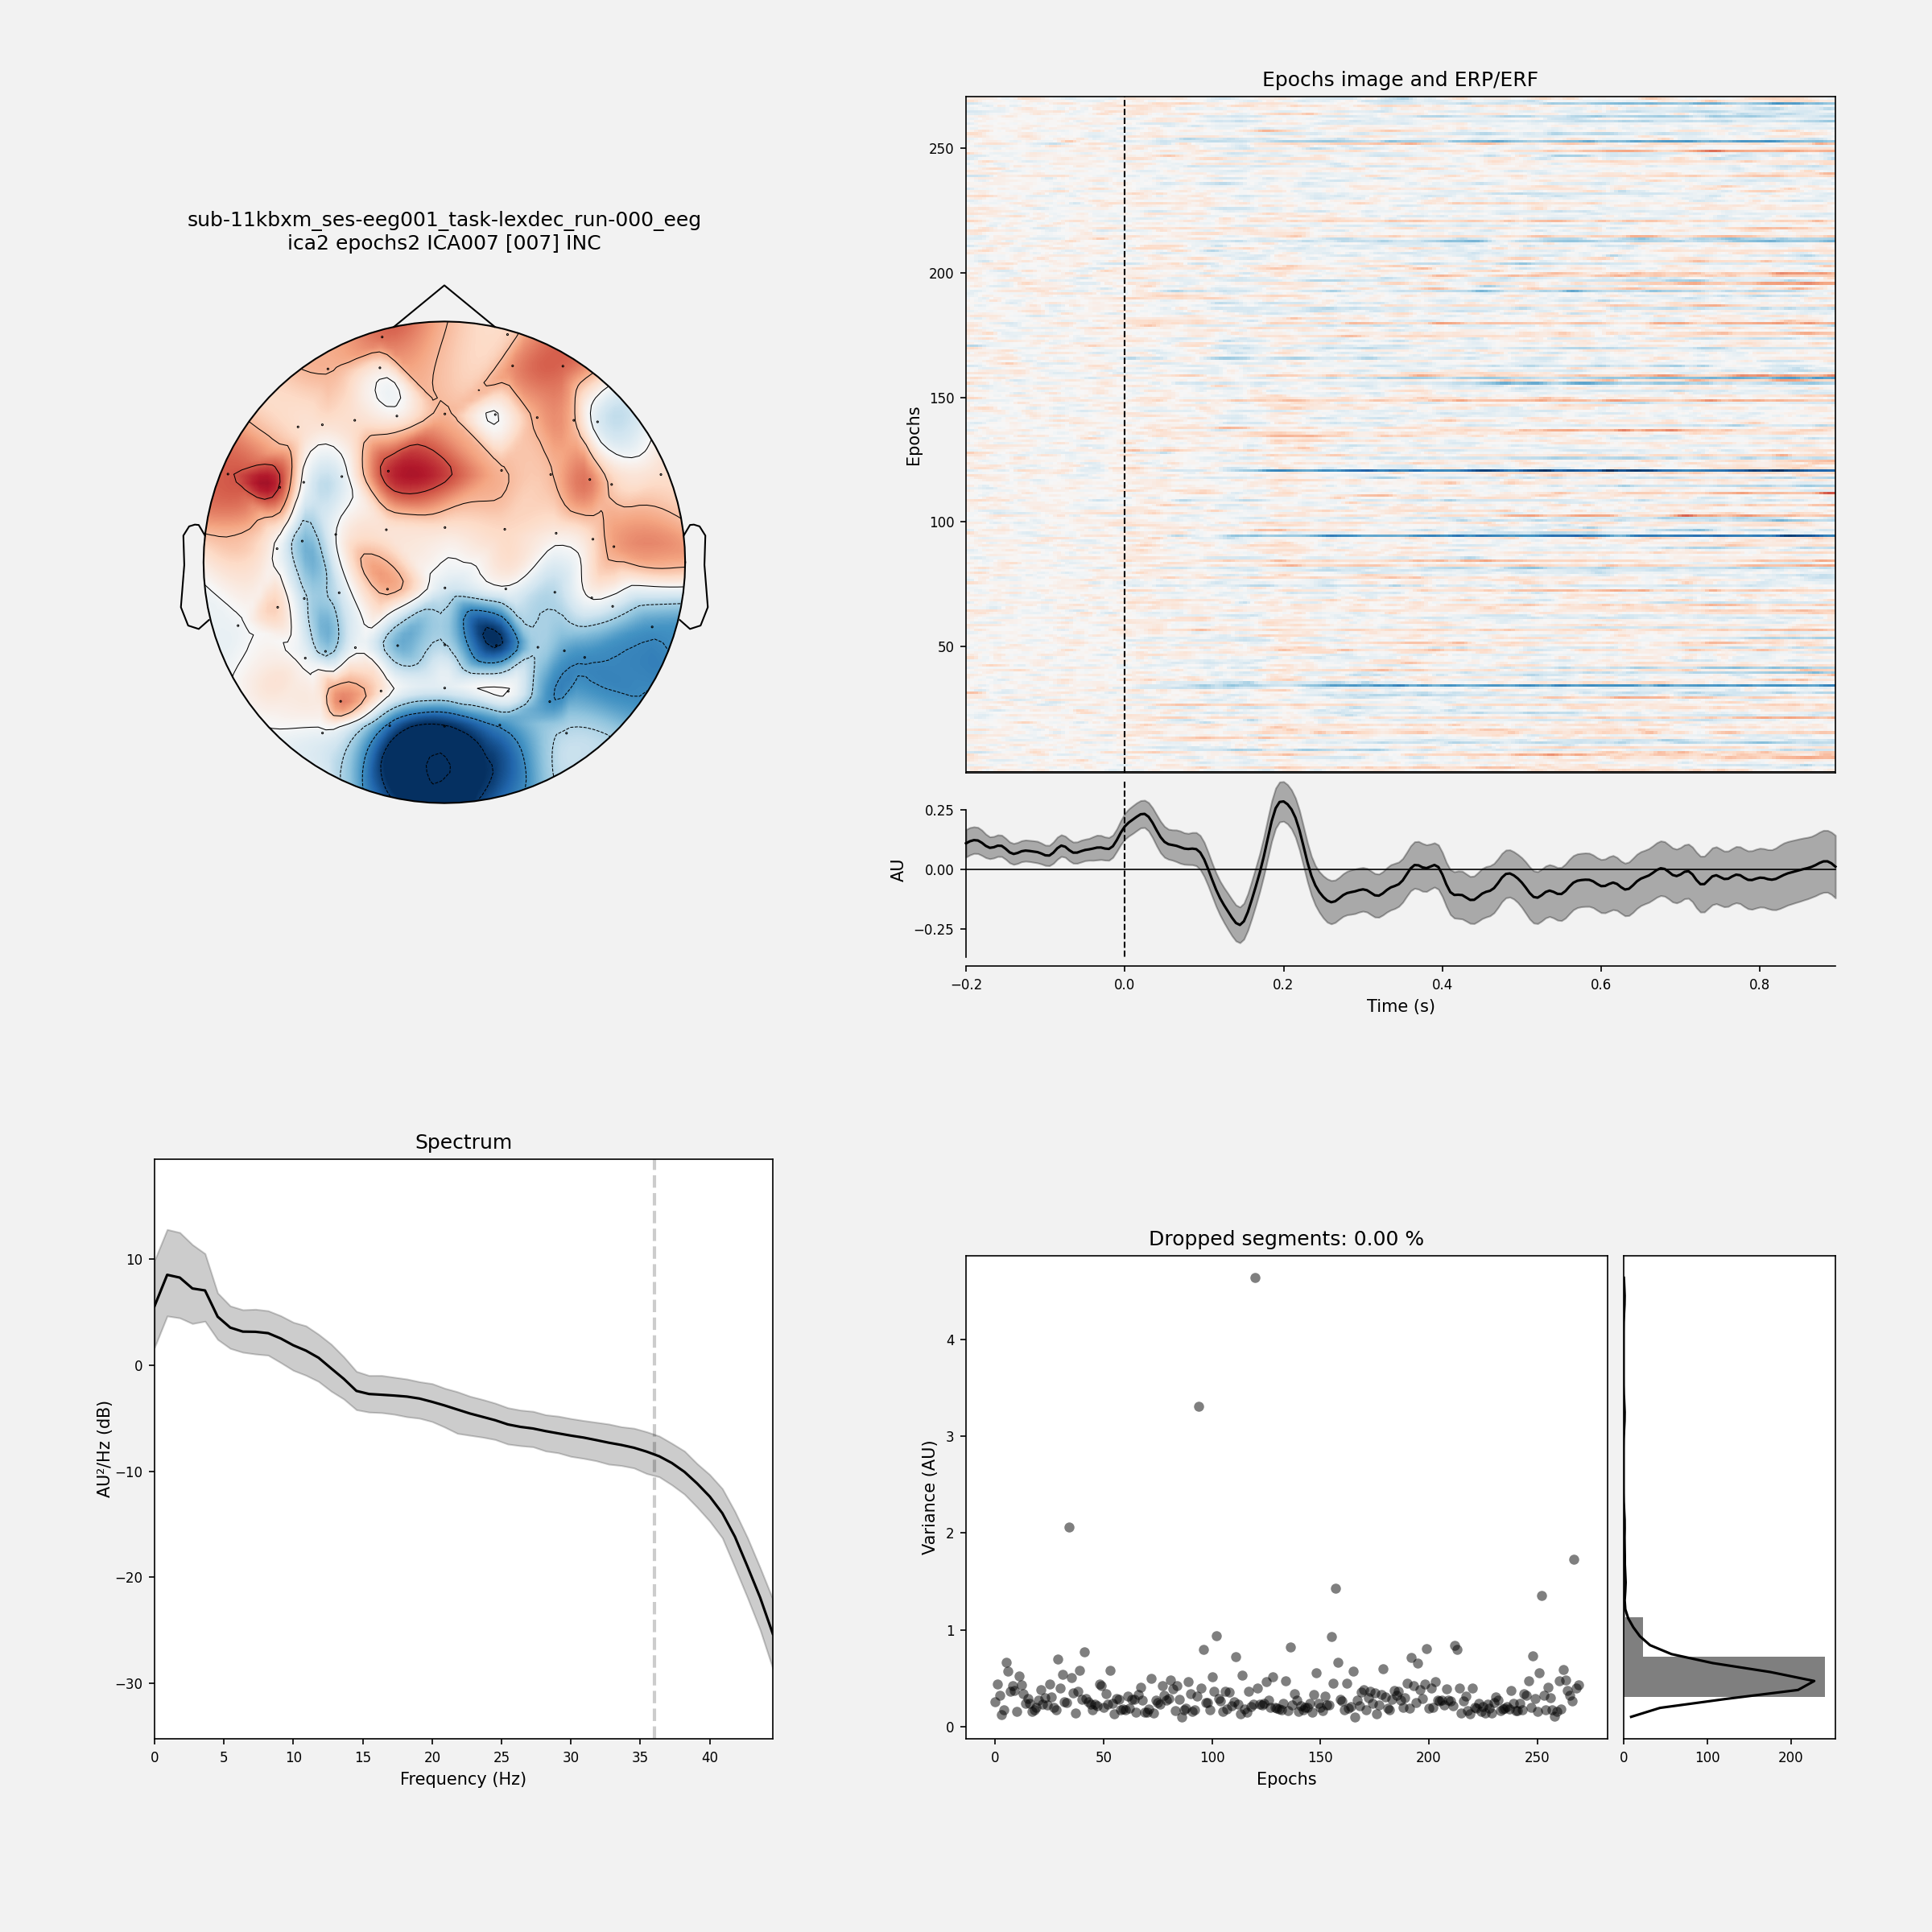 sub-11kbxm_ses-eeg001_task-lexdec_run-000_eeg
ica2 epochs2 ICA007 [007] INC
Epochs image and ERP/ERF
Epochs
250
200
150
100
50
AU
0.25
0.00
−0.25
−0.2 0.0 0.2 0.4 0.6 0.8
Time (s)
Spectrum
AU²/Hz (dB)
10
0
−10
−20
−30
0 5 10 15 20 25 30 35 40
Frequency (Hz)
Dropped segments: 0.00 %
Variance (AU)
4
3
2
1
0
0 50 100 150 200 250
Epochs
0 100 200